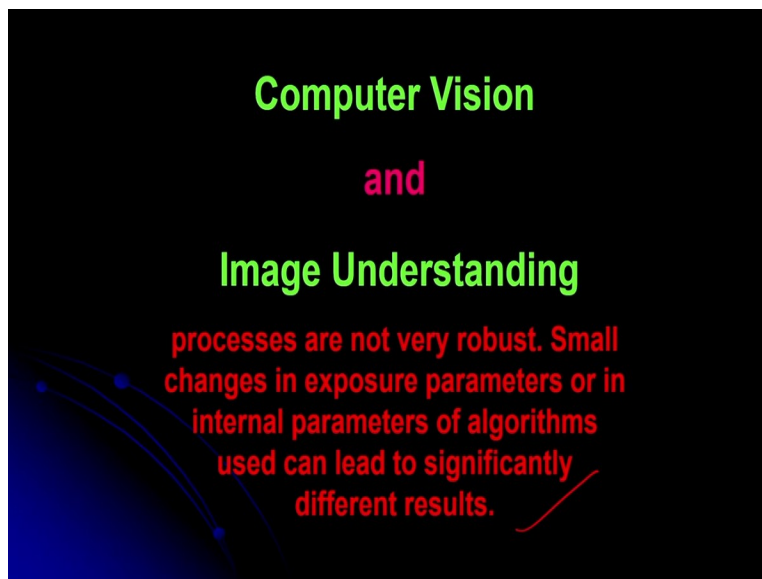 Computer Vision
and
Image Understanding
processes are not very robust. Small
changes in exposure parameters or in
internal parameters of algorithms
used can lead to significantly
different results.